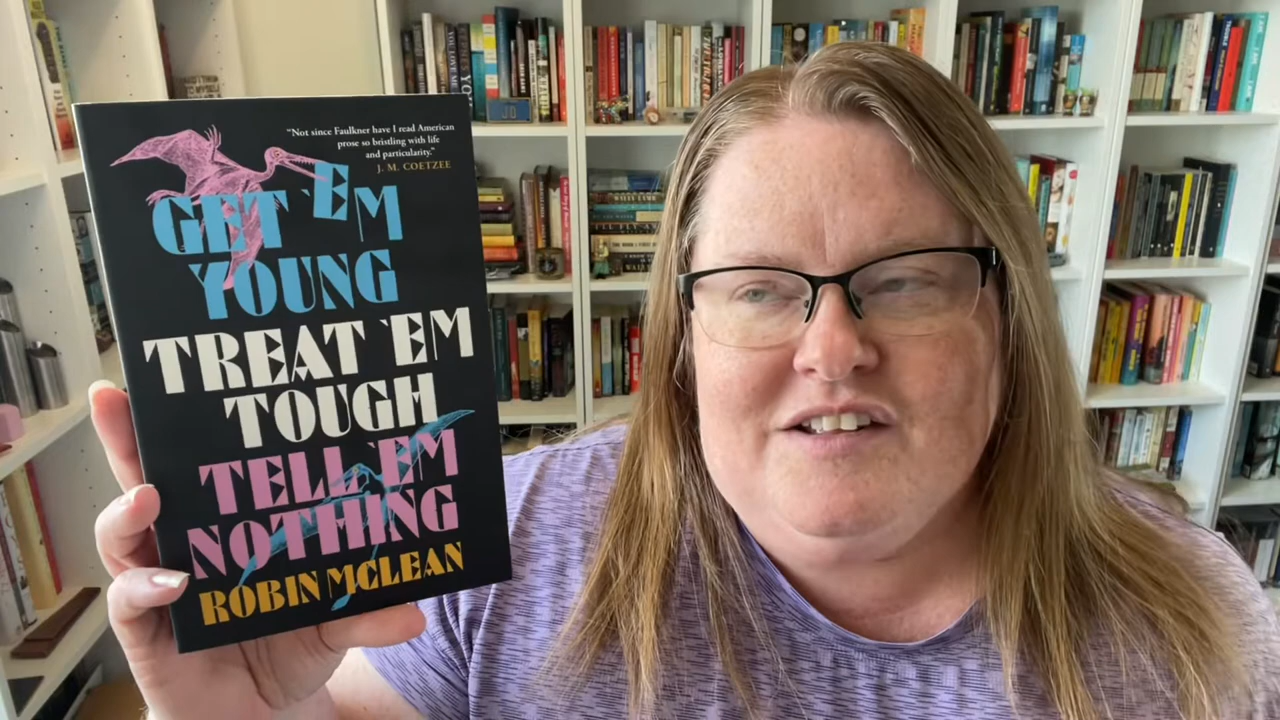 "Not since Faulkner have I read American
prose so bristling with life
and particularity."
J. M. COETZEE
GET 'EM
YOUNG
TREAT 'EM
TOUGH
TELL 'EM
NOTHING
ROBIN MCLEAN